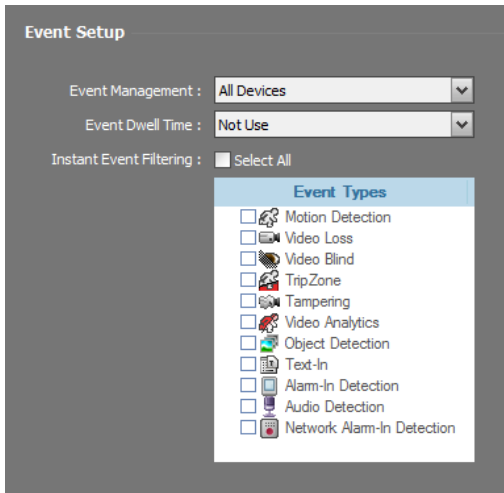 Event Setup
Event Management : All Devices
Event Dwell Time : Not Use
Instant Event Filtering : Select All
Event Types
Motion Detection
Video Loss
Video Blind
TripZone
Tampering
Video Analytics
Object Detection
Text-In
Alarm-In Detection
Audio Detection
Network Alarm-In Detection